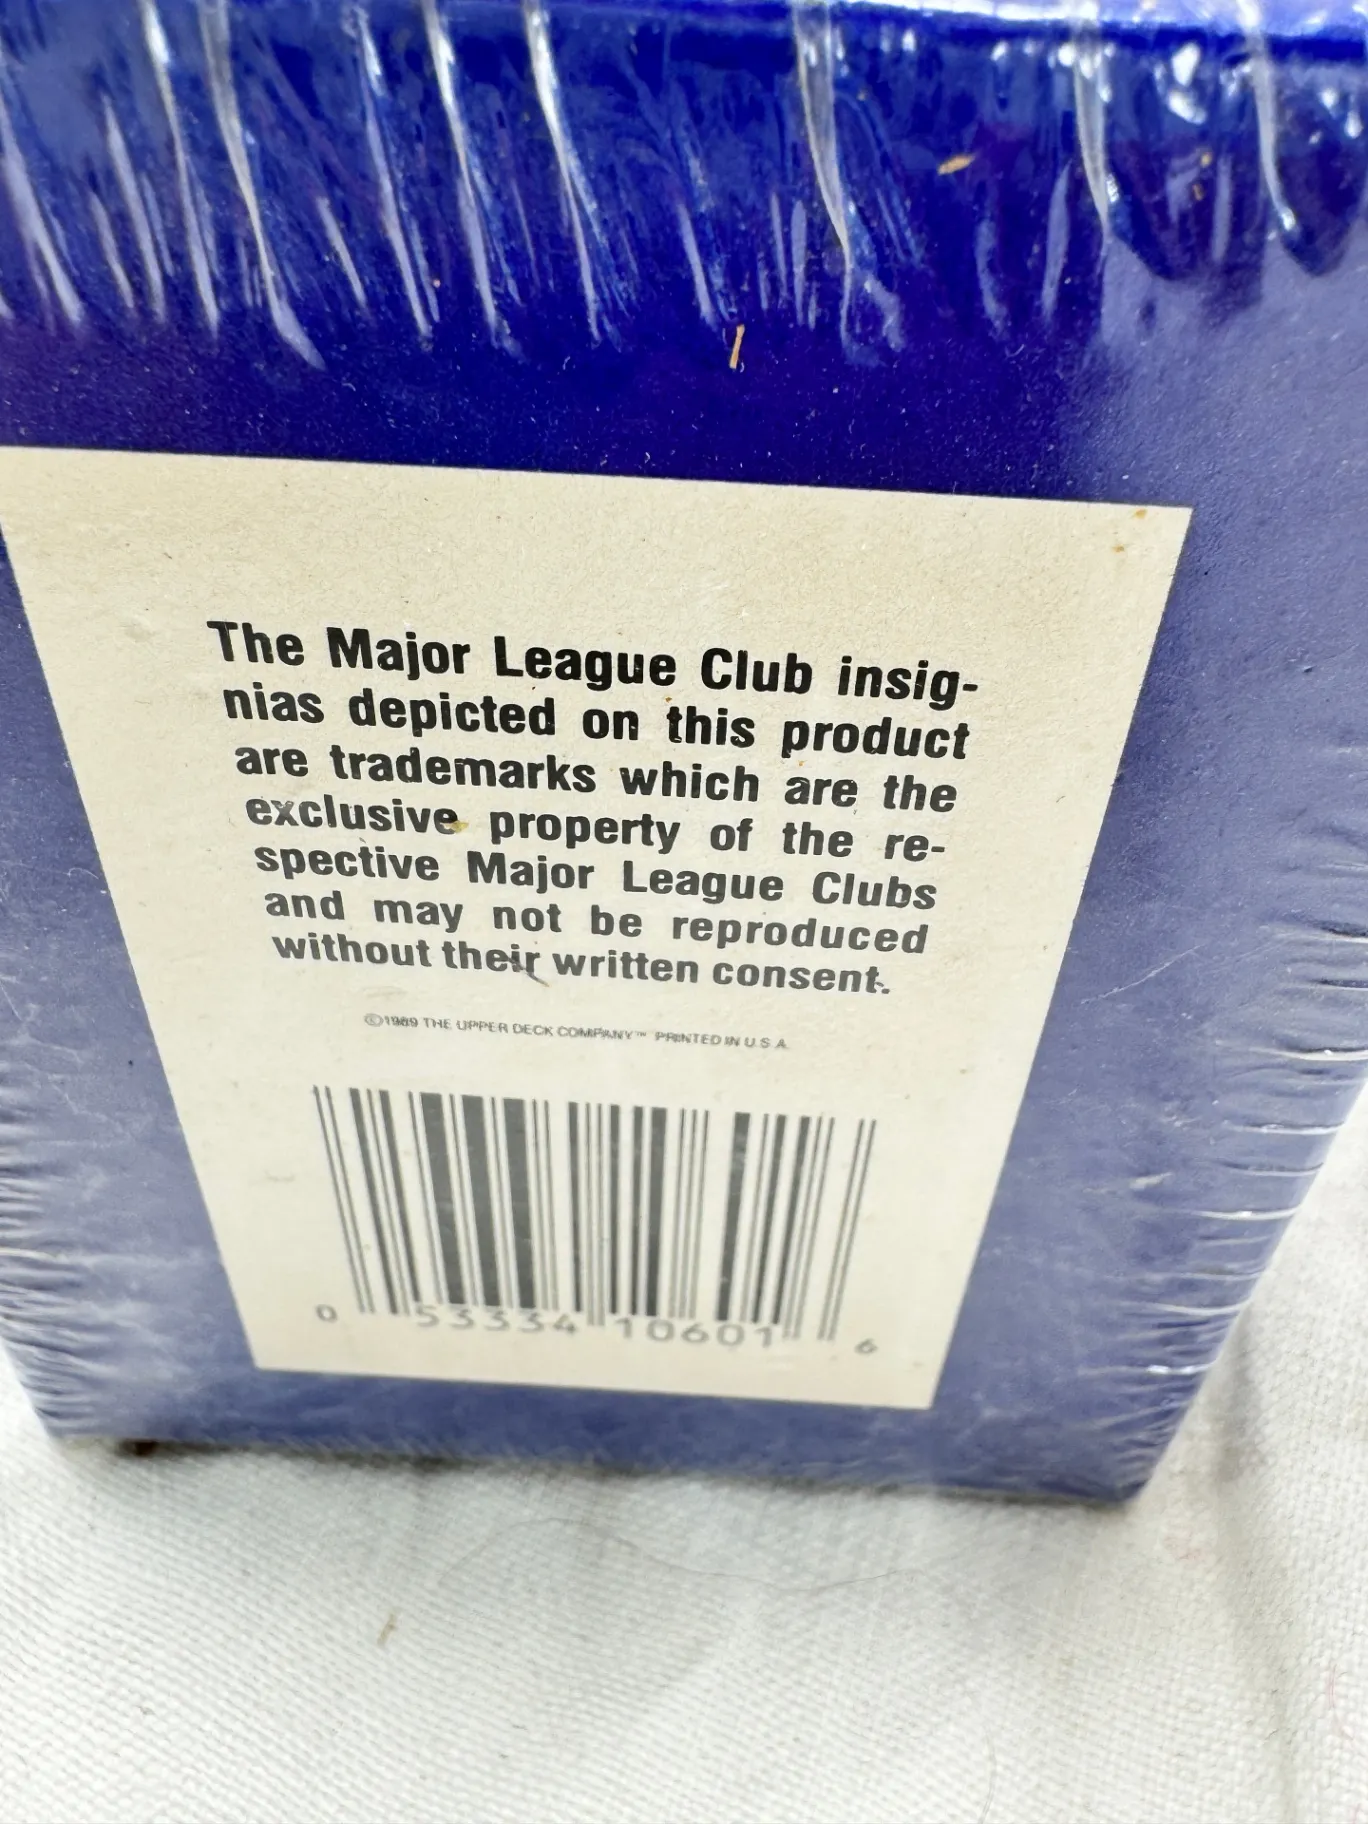 The Major League Club insig-
nias depicted on this product
are trademarks which are the
exclusive property of the re-
spective Major League Clubs
and may not be reproduced
without their written consent.
©1989 THE UPPER DECK COMPANY™ PRINTED IN U.S.A.
0 53334 10601 6